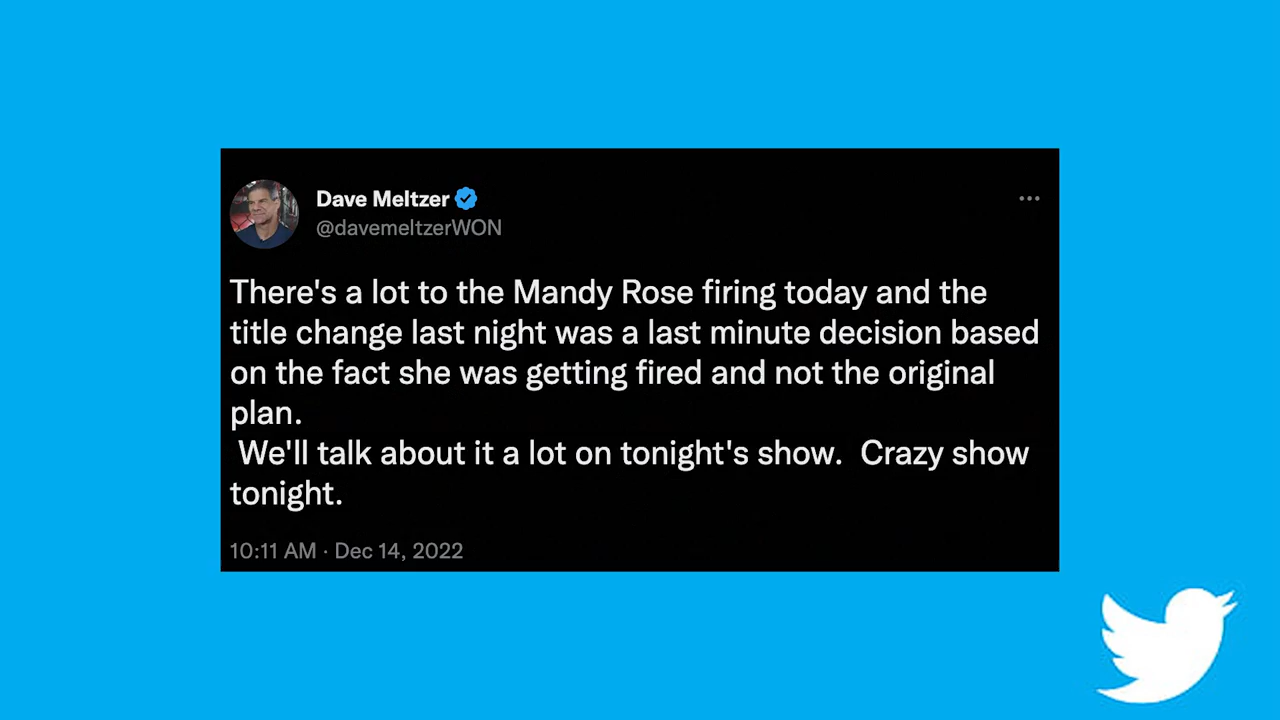 Dave Meltzer
@davemeltzerWON
There's a lot to the Mandy Rose firing today and the
title change last night was a last minute decision based
on the fact she was getting fired and not the original
plan.
We'll talk about it a lot on tonight's show.  Crazy show
tonight.
10:11 AM · Dec 14, 2022